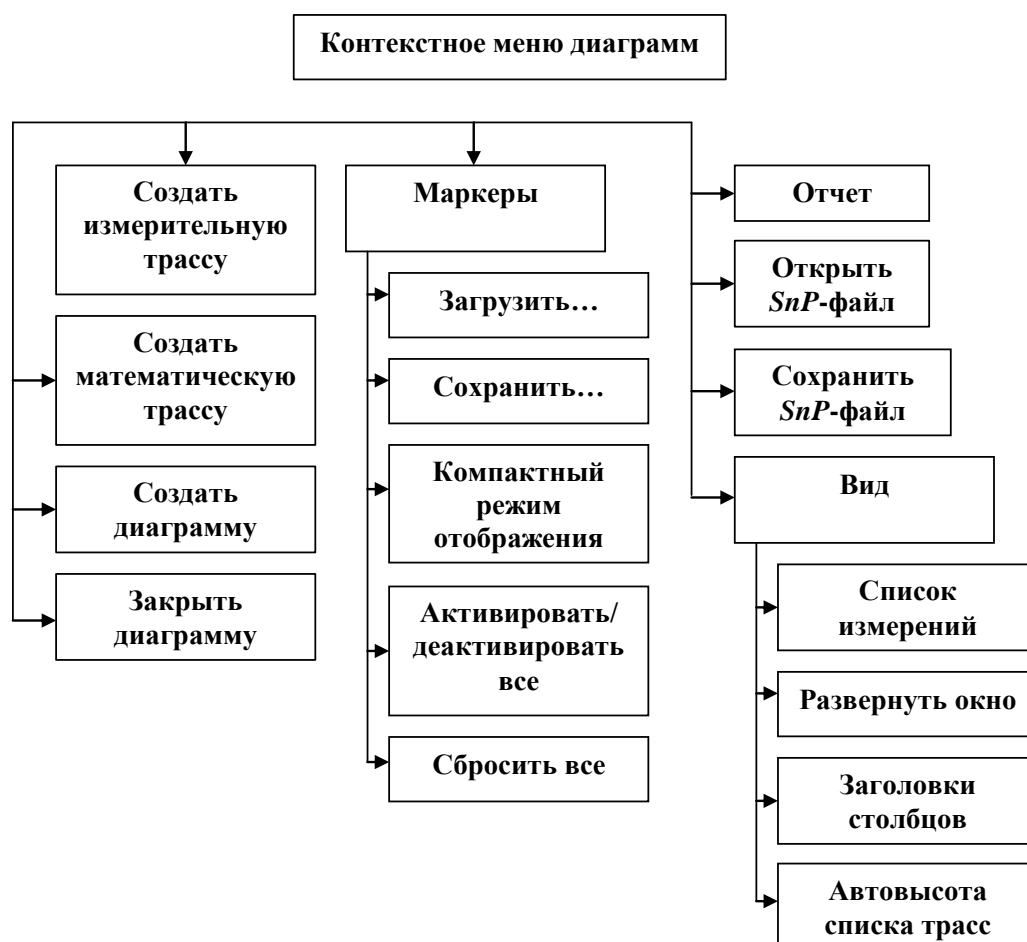 Контекстное меню диаграмм
Создать
измерительную
трассу
Создать
математическую
трассу
Создать
диаграмму
Закрыть
диаграмму
Маркеры
Загрузить…
Сохранить…
Компактный
режим
отображения
Активировать/
деактивировать
все
Сбросить все
Отчет
Открыть
SnP-файл
Сохранить
SnP-файл
Вид
Список
измерений
Развернуть окно
Заголовки
столбцов
Автовысота
списка трасс